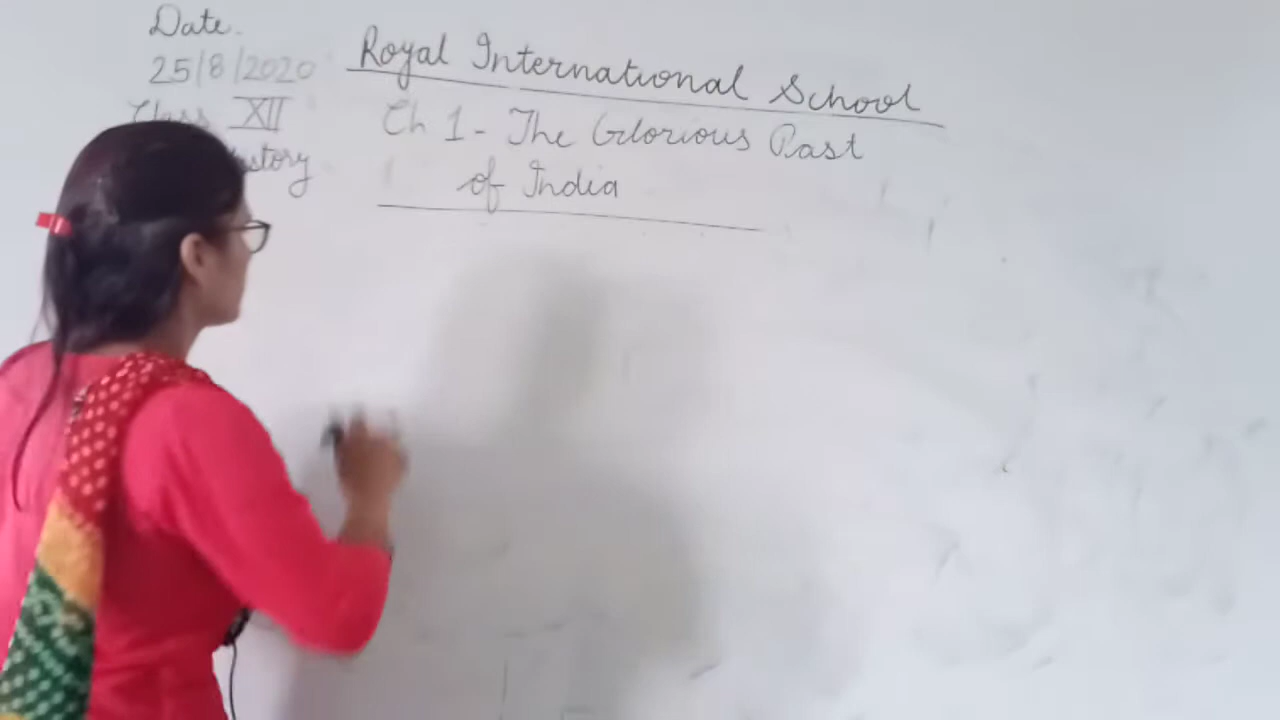 Date.
25/8/2020
Class XII
Royal International School
Ch 1 - The Glorious Past
of India